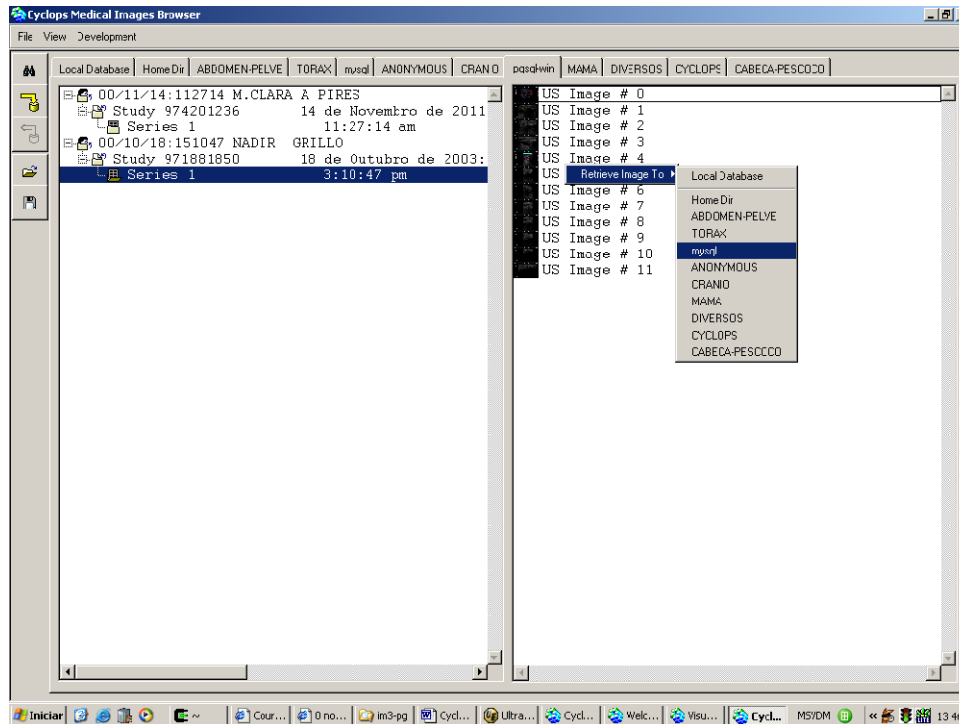 Cyclops Medical Images Browser
File View Development
Local Database HomeDir ABDOMEN-PELVE TORAX mysql ANONYMOUS CRANIO pgsql-win MAMA DIVERSOS CYCLOPS CABECA-PESCOCO
00/11/14:112714 M.CLARA A PIRES
Study 974201236 14 de Novembro de 2011
Series 1 11:27:14 am
00/10/18:151047 NADIR GRILLO
Study 971881850 18 de Outubro de 2003:
Series 1 3:10:47 pm
US Image # 0
US Image # 1
US Image # 2
US Image # 3
US Image # 4
US
US Image # 6
US Image # 7
US Image # 8
US Image # 9
US Image # 10
US Image # 11
Retrieve Image To
Local Database
Home Dir
ABDOMEN-PELVE
TORAX
mysql
ANONYMOUS
CRANIO
MAMA
DIVERSOS
CYCLOPS
CABECA-PESCOCO
Iniciar Cour... 0 no... im3-pg Cycl... Ultra... Cycl... Welc... Visu... Cycl... MSYDM 13